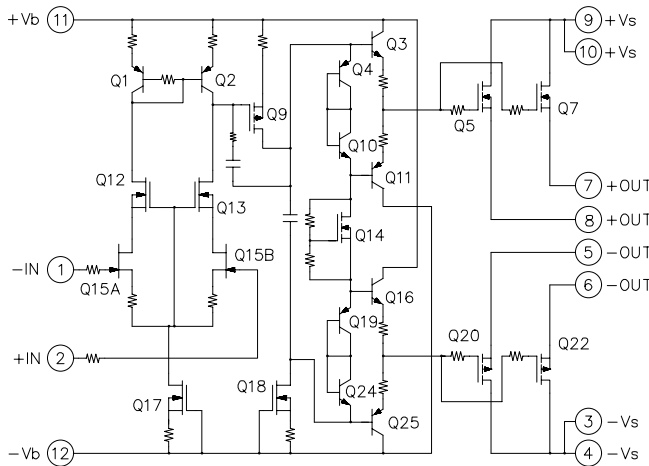 +Vb 11
Q3
9 +Vs
10 +Vs
Q1
Q2
Q4
Q9
Q5
Q7
Q10
Q11
Q12
Q13
7 +OUT
8 +OUT
Q14
−IN 1
Q15A
Q15B
5 −OUT
6 −OUT
Q16
Q19
Q20
Q22
+IN 2
Q17
Q18
Q24
Q25
3 −Vs
−Vb 12
4 −Vs